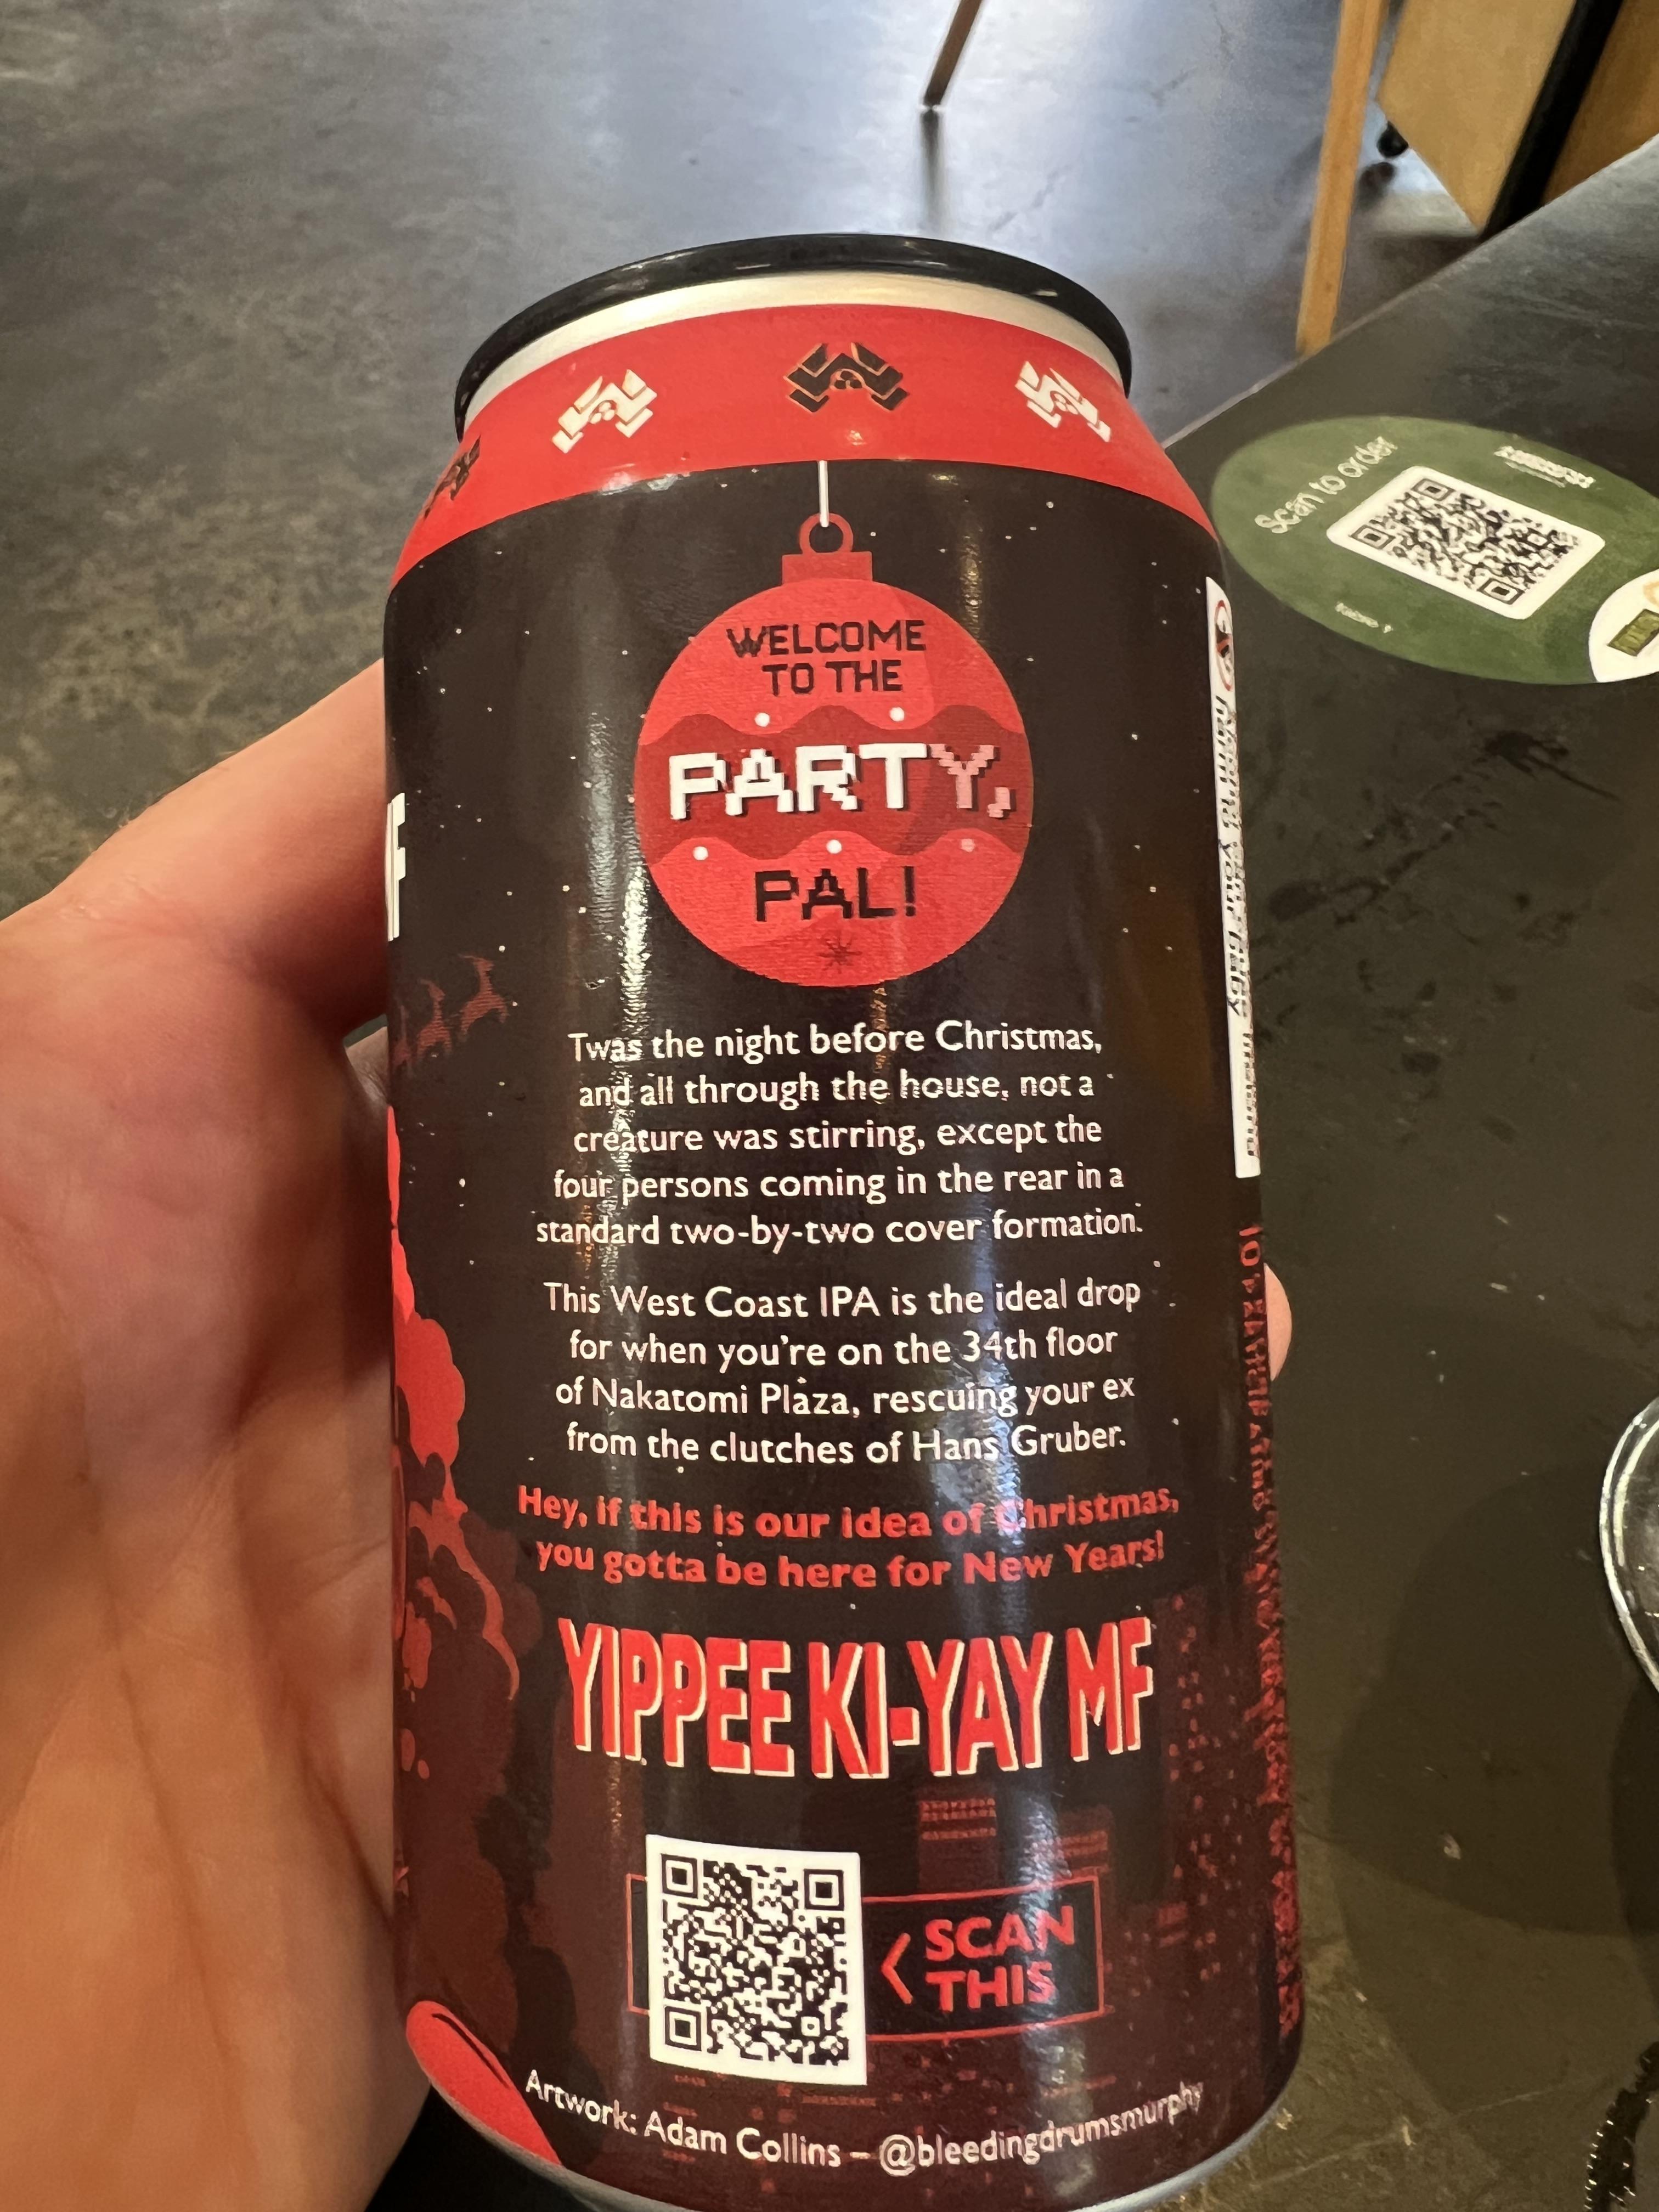 WELCOME
TO THE
PARTY,
PAL!
Twas the night before Christmas,
and all through the house, not a
creature was stirring, except the
four persons coming in the rear in a
standard two-by-two cover formation.
This West Coast IPA is the ideal drop
for when you're on the 34th floor
of Nakatomi Plaza, rescuing your ex
from the clutches of Hans Gruber.
Hey, if this is our idea of Christmas,
you gotta be here for New Years!
YIPPEE KI-YAY MF
SCAN
THIS
Artwork: Adam Collins – @bleedingdrumsmurphy
Scan to order